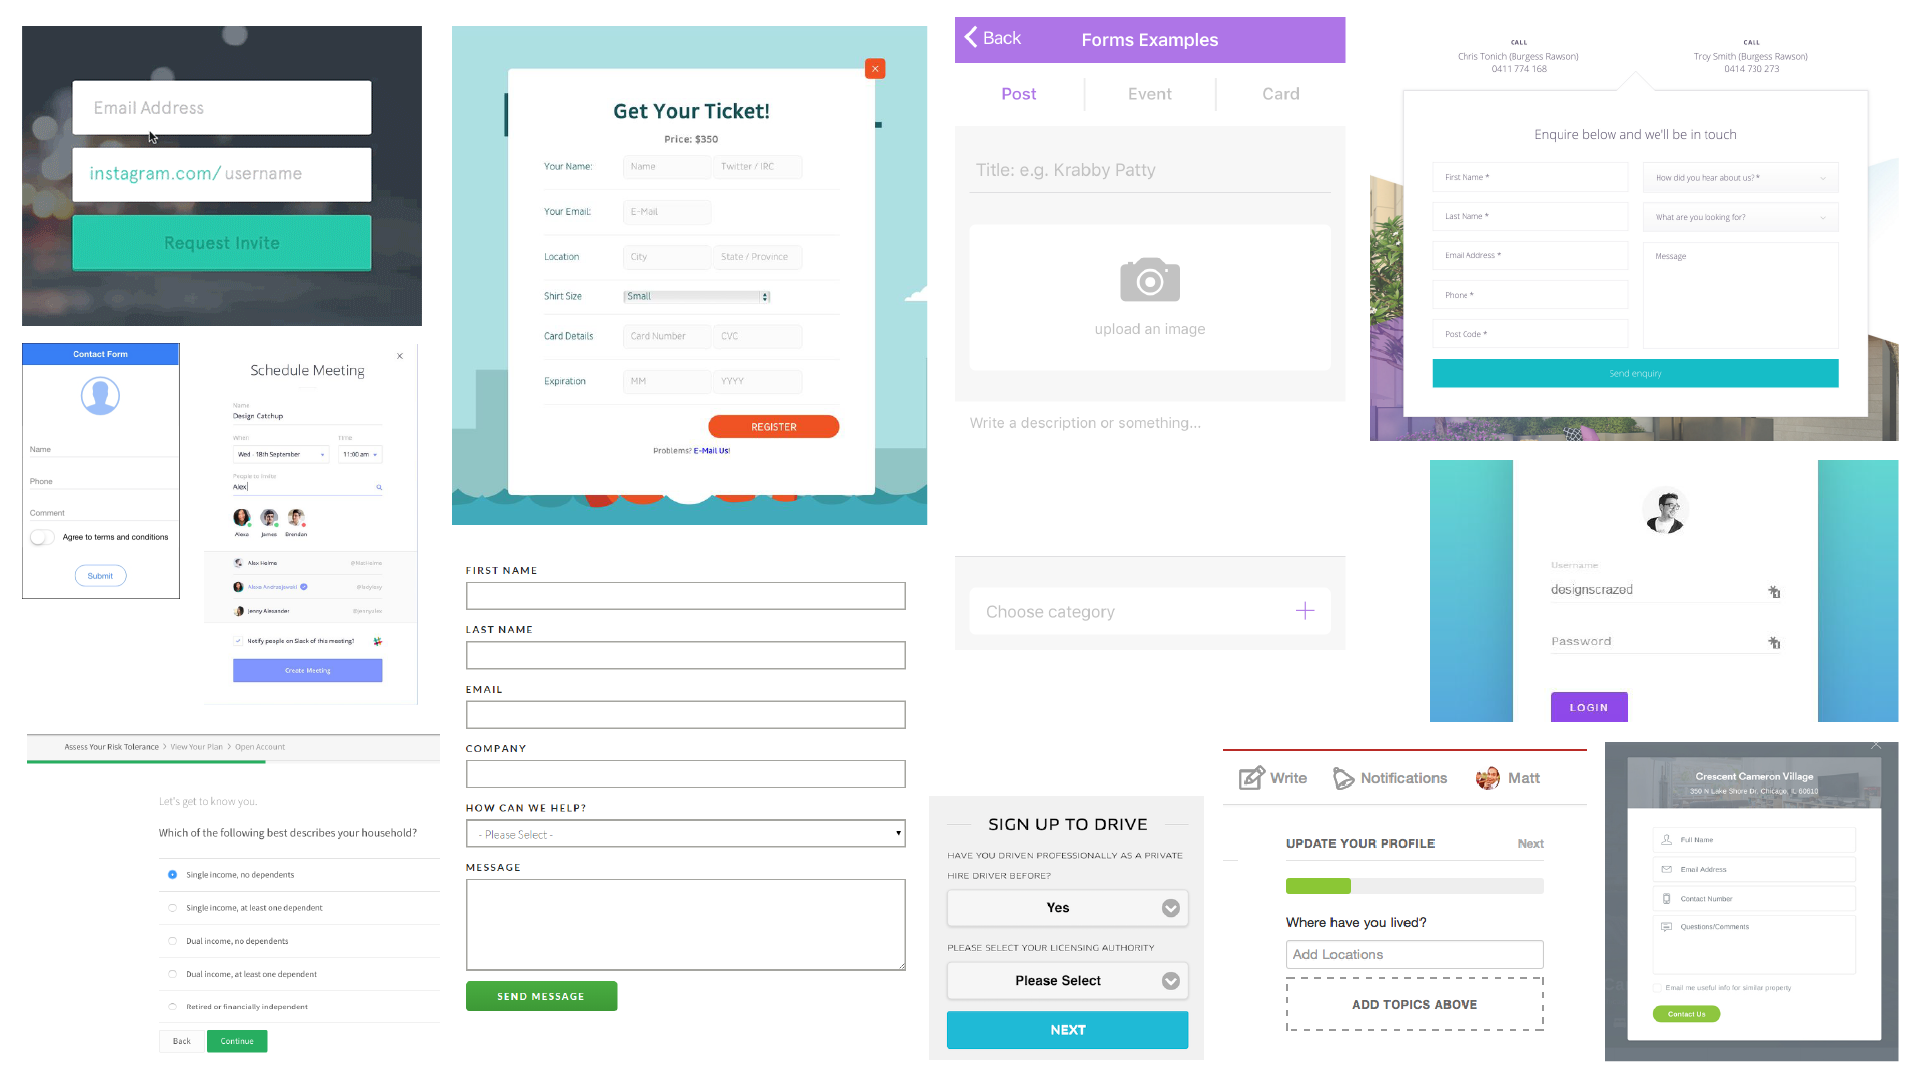 Email Address
instagram.com/ username
Request Invite
Contact Form
Name
Phone
Comment
Agree to terms and conditions
Submit
Schedule Meeting
Name
Design Catchup
When
Time
Wed - 18th September
11:00 am
People to Invite
Alex
Alexa
James
Brendan
Alex Helms
Alexa Andrzejewski
Jenny Alexander
@jennyalex
Notify people on Slack of this meeting?
Create Meeting
Assess Your Risk Tolerance > View Your Plan > Open Account
Let's get to know you.
Which of the following best describes your household?
Single income, no dependents
Single income, at least one dependent
Dual income, no dependents
Dual income, at least one dependent
Retired or financially independent
Back
Continue
Get Your Ticket!
Price: $350
Your Name:
Name
Twitter / IRC
Your Email:
E-Mail
Location
City
State / Province
Shirt Size
Small
Card Details
Card Number
CVC
Expiration
MM
YYYY
REGISTER
Problems? E-Mail Us!
FIRST NAME
LAST NAME
EMAIL
COMPANY
HOW CAN WE HELP?
- Please Select -
MESSAGE
SEND MESSAGE
Back
Forms Examples
Post
Event
Card
Title: e.g. Krabby Patty
upload an image
Write a description or something...
Choose category
SIGN UP TO DRIVE
HAVE YOU DRIVEN PROFESSIONALLY AS A PRIVATE
HIRE DRIVER BEFORE?
Yes
PLEASE SELECT YOUR LICENSING AUTHORITY
Please Select
NEXT
CALL
Chris Tonich (Burgess Rawson)
0411 774 168
CALL
Troy Smith (Burgess Rawson)
0414 730 273
Enquire below and we'll be in touch
First Name *
How did you hear about us? *
Last Name *
What are you looking for?
Email Address *
Message
Phone *
Post Code *
Send enquiry
Username
designscrazed
Password
LOGIN
Write
Notifications
Matt
UPDATE YOUR PROFILE
Next
Where have you lived?
Add Locations
ADD TOPICS ABOVE
Crescent Cameron Village
350 N Lake Shore Dr. Chicago, IL 60610
Full Name
Email Address
Contact Number
Questions/Comments
Email me useful info for similar property
Contact Us